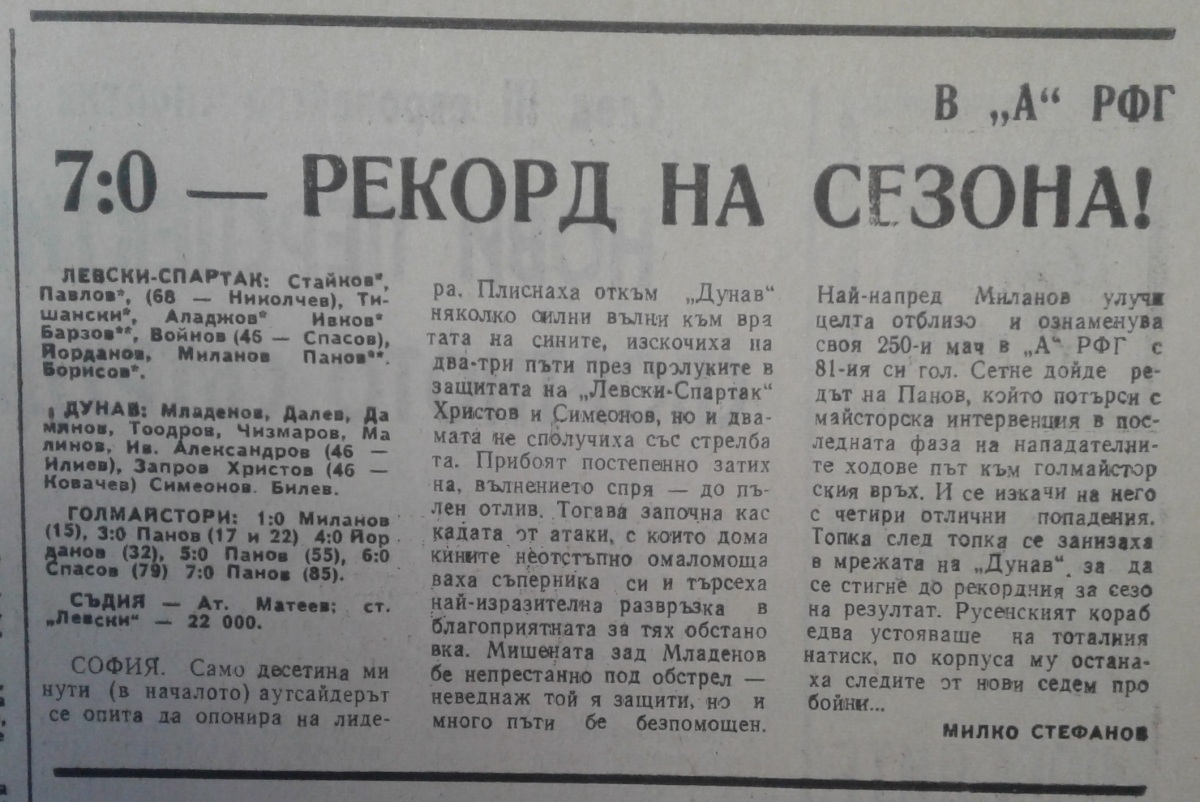 В „А“ РФГ
7:0 — РЕКОРД НА СЕЗОНА!
ЛЕВСКИ-СПАРТАК: Стайков*,
Павлов*, (68 — Николчев), Ти-
шански*, Аладжов* Ивков*
Барзов**, Войнов (46 — Спасов),
Йорданов, Миланов Панов**.
Борисов*.
ДУНАВ: Младенов, Далев, Да
мянов, Тоодров, Чизмаров, Ма
линов, Ив. Александров (46 —
Илиев), Запров Христов (46 —
Ковачев) Симеонов. Билев.
ГОЛМАЙСТОРИ: 1:0 Миланов
(15), 3:0 Панов (17 и 22) 4:0 Йор
данов (32), 5:0 Панов (55), 6:0
Спасов (79) 7:0 Панов (85).
СЪДИЯ — Ат. Матеев; ст.
„Левски“ — 22 000.
СОФИЯ. Само десетина ми
нути (в началото) аутсайдерът
се опита да опонира на лиде-
ра. Плиснаха откъм „Дунав“
няколко силни вълни към вра
тата на сините, изскочиха на
два-три пъти през пролуките в
защитата на „Левски-Спартак“
Христов и Симеонов, но и два-
мата не сполучиха със стрелба
та. Прибоят постепенно затих
на, вълнението спря — до пъ-
лен отлив. Тогава започна кас
кадата от атаки, с които дома
кините неотстъпно омаломоща
ваха съперника си и търсеха
най-изразителна развръзка в
благоприятната за тях обстано
вка. Мишената зад Младенов
бе непрестанно под обстрел —
неведнаж той я защити, но и
много пъти бе безпомощен.
Най-напред Миланов улучи
целта отблизо и ознаменува
своя 250-и мач в „А“ РФГ с
81-ия си гол. Сетне дойде ре-
дът на Панов, който потърси с
майсторска интервенция в пос-
ледната фаза на нападателни-
те ходове път към голмайстор
ския връх. И се изкачи на него
с четири отлични попадения.
Топка след топка се занизаха
в мрежата на „Дунав“. за да
се стигне до рекордния за сезо
на резултат. Русенският кораб
едва устояваше на тоталния
натиск, по корпуса му остана-
ха следите от нови седем про
бойни...
МИЛКО СТЕФАНОВ